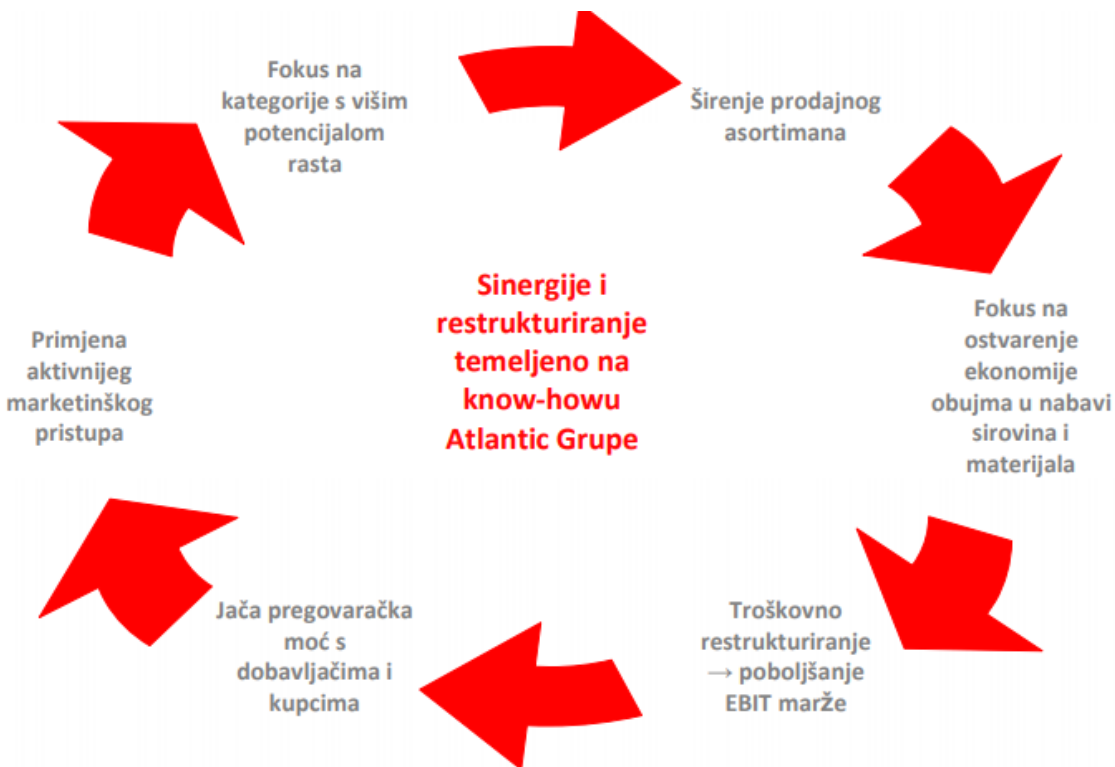 Fokus na
kategorije s višim
potencijalom
rasta
Širenje prodajnog
asortimana
Fokus na
ostvarenje
ekonomije
obujma u nabavi
sirovina i
materijala
Troškovno
restrukturiranje
→ poboljšanje
EBIT marže
Jača pregovaračka
moć s
dobavljačima i
kupcima
Primjena
aktivnijeg
marketinškog
pristupa
Sinergije i
restrukturiranje
temeljeno na
know-howu
Atlantic Grupe